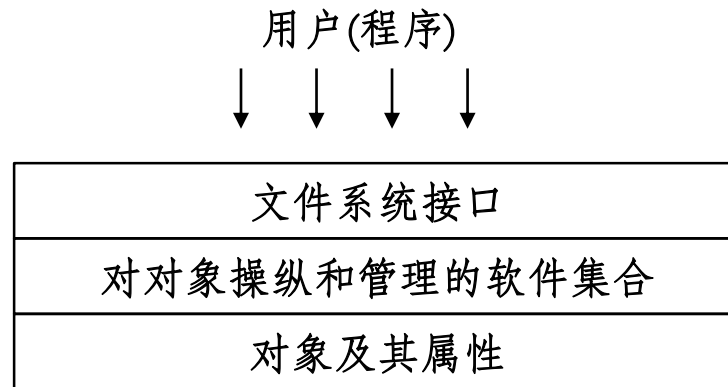 用户(程序)
文件系统接口
对对象操纵和管理的软件集合
对象及其属性